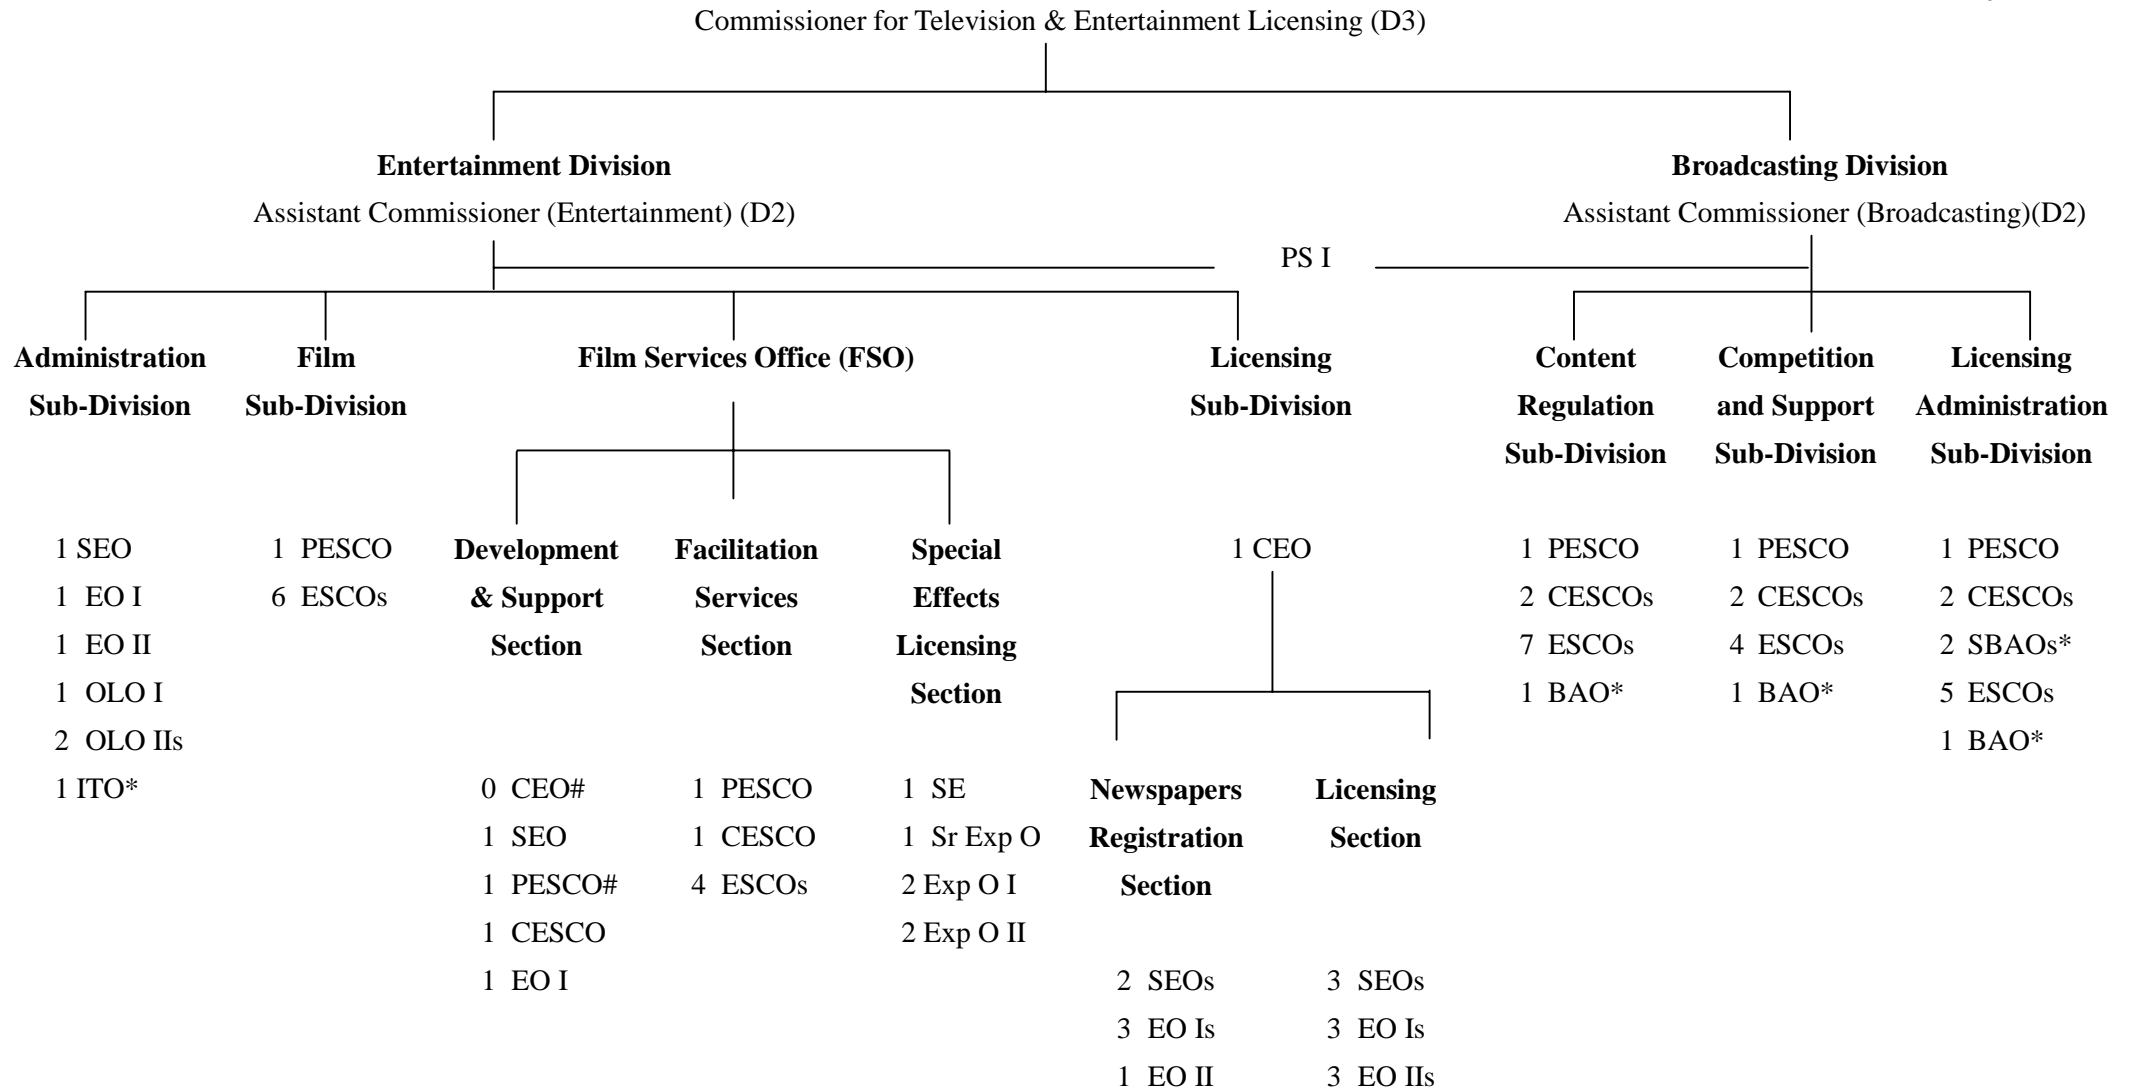 Commissioner for Television & Entertainment Licensing (D3)
Entertainment Division
Assistant Commissioner (Entertainment) (D2)
Broadcasting Division
Assistant Commissioner (Broadcasting)(D2)
PS I
Administration
Sub-Division
1 SEO
1 EO I
1 EO II
1 OLO I
2 OLO IIs
1 ITO*
Film
Sub-Division
1 PESCO
6 ESCOs
Film Services Office (FSO)
Development
& Support
Section
0 CEO#
1 SEO
1 PESCO#
1 CESCO
1 EO I
Facilitation
Services
Section
1 PESCO
1 CESCO
4 ESCOs
Special
Effects
Licensing
Section
1 SE
1 Sr Exp O
2 Exp O I
2 Exp O II
Licensing
Sub-Division
1 CEO
Newspapers
Registration
Section
2 SEOs
3 EO Is
1 EO II
Licensing
Section
3 SEOs
3 EO Is
3 EO IIs
Content
Regulation
Sub-Division
1 PESCO
2 CESCOs
7 ESCOs
1 BAO*
Competition
and Support
Sub-Division
1 PESCO
2 CESCOs
4 ESCOs
1 BAO*
Licensing
Administration
Sub-Division
1 PESCO
2 CESCOs
2 SBAOs*
5 ESCOs
1 BAO*